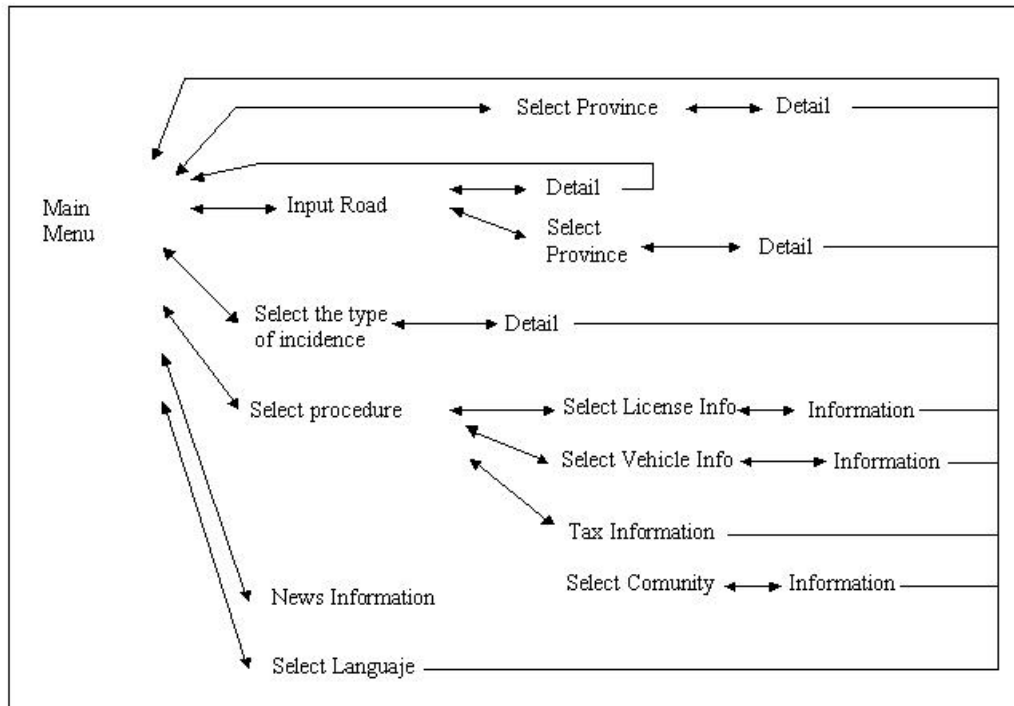 Select Province
Detail
Main
Menu
Input Road
Detail
Select
Province
Detail
Select the type
of incidence
Detail
Select procedure
Select License Info
Information
Select Vehicle Info
Information
Tax Information
Select Comunity
Information
News Information
Select Languaje